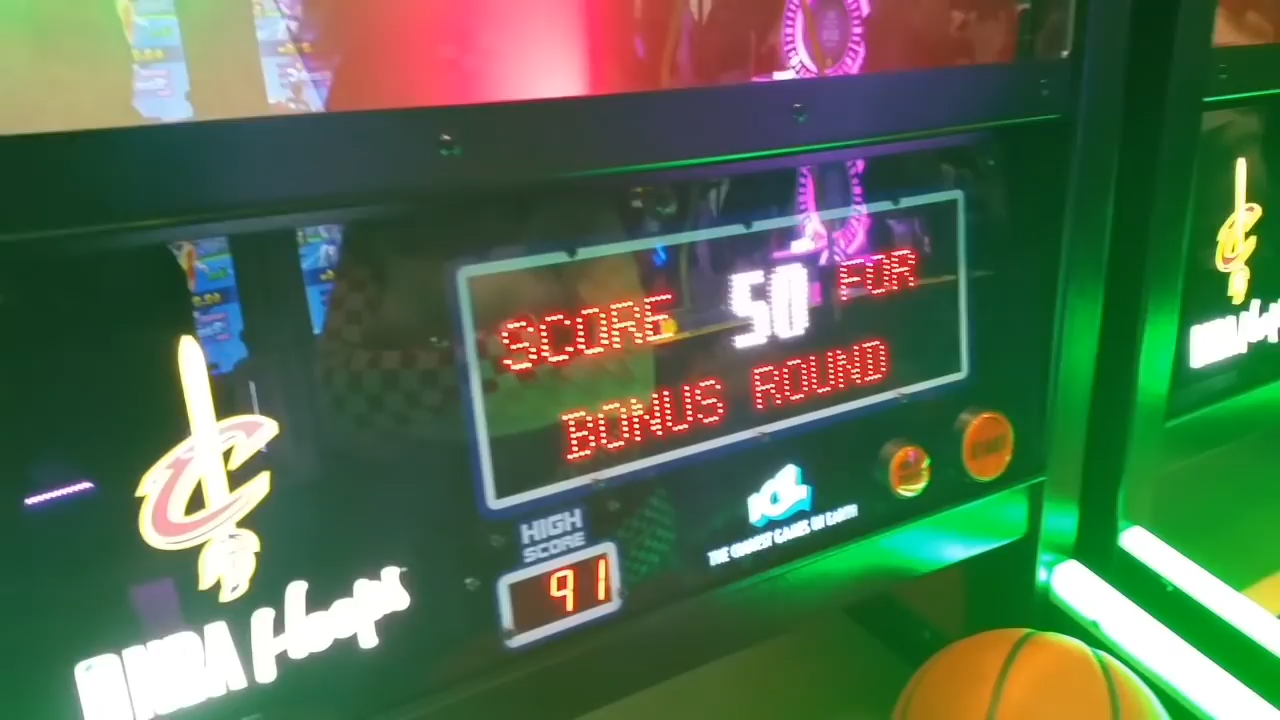 SCORE 50 FOR
BONUS ROUND
HIGH
SCORE
91
ICE
THE COOLEST GAMES ON EARTH
NBA Hoops
NBA Hoops